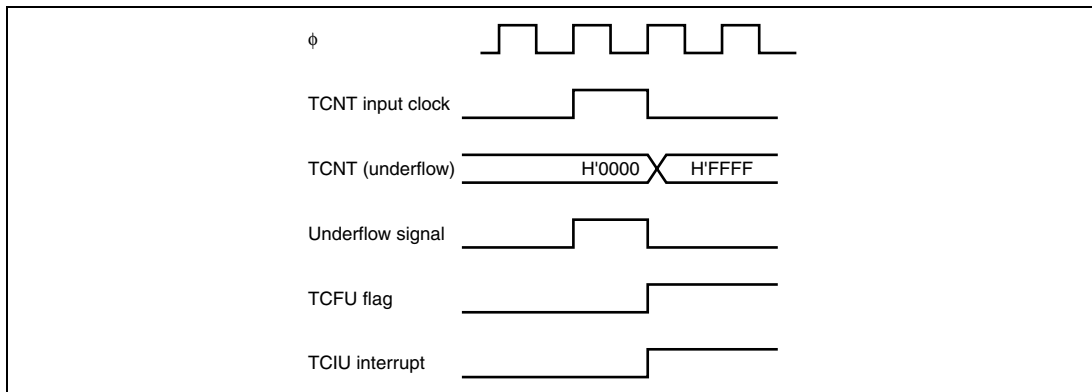 ϕ
TCNT input clock
TCNT (underflow) H'0000 H'FFFF
Underflow signal
TCFU flag
TCIU interrupt